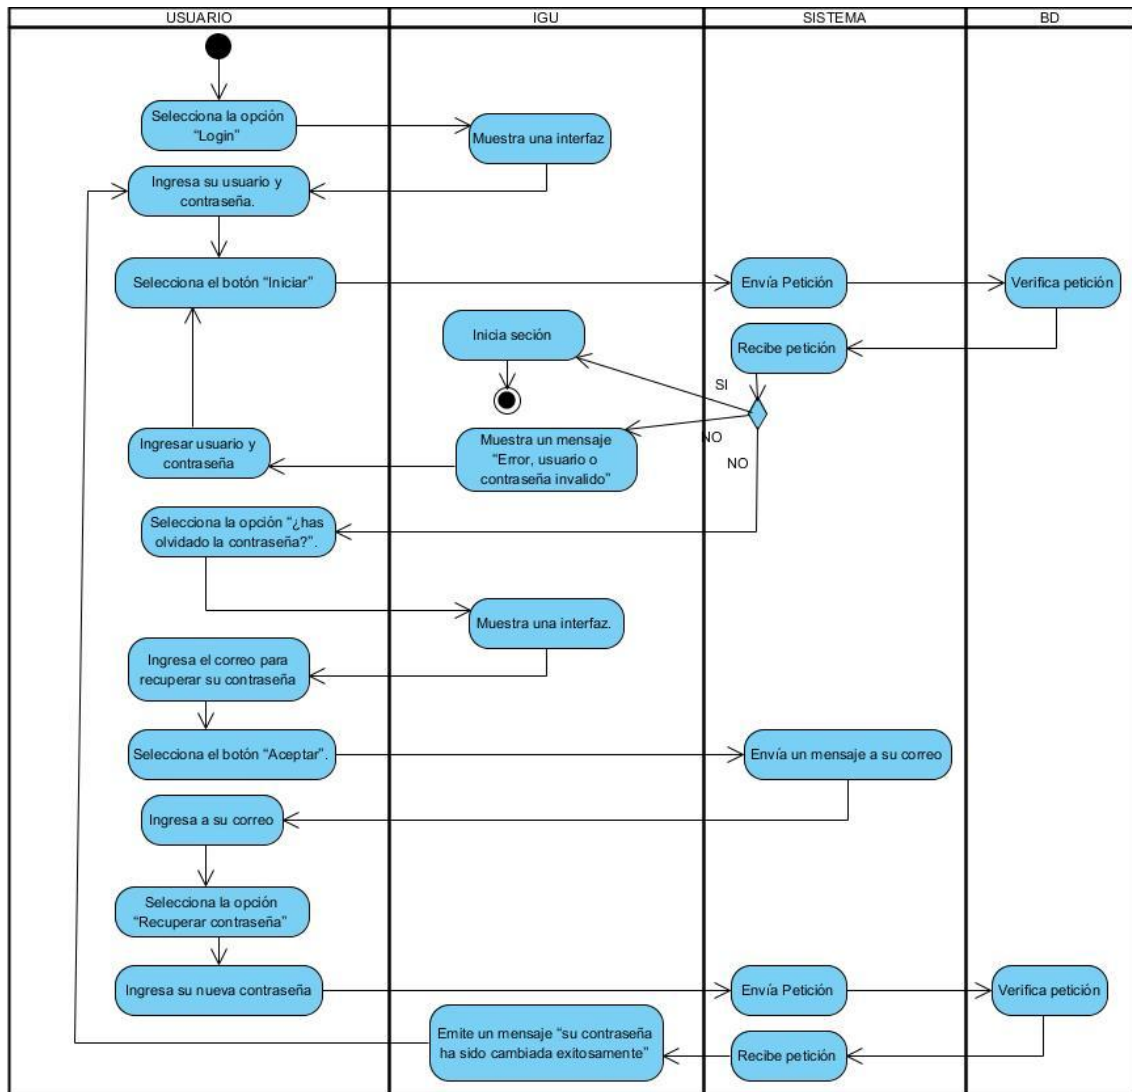 USUARIO
IGU
SISTEMA
BD
Selecciona la opción
“Login”
Muestra una interfaz
Ingresa su usuario y
contraseña.
Selecciona el botón “Iniciar”
Envía Petición
Verifica petición
Inicia seción
Recibe petición
SI
NO
NO
Ingresar usuario y
contraseña
Muestra un mensaje
“Error, usuario o
contraseña invalido”
Selecciona la opción “¿has
olvidado la contraseña?”.
Muestra una interfaz.
Ingresa el correo para
recuperar su contraseña
Selecciona el botón “Aceptar”.
Envía un mensaje a su correo
Ingresa a su correo
Selecciona la opción
“Recuperar contraseña”
Ingresa su nueva contraseña
Envía Petición
Verifica petición
Emite un mensaje “su contraseña
ha sido cambiada exitosamente”
Recibe petición